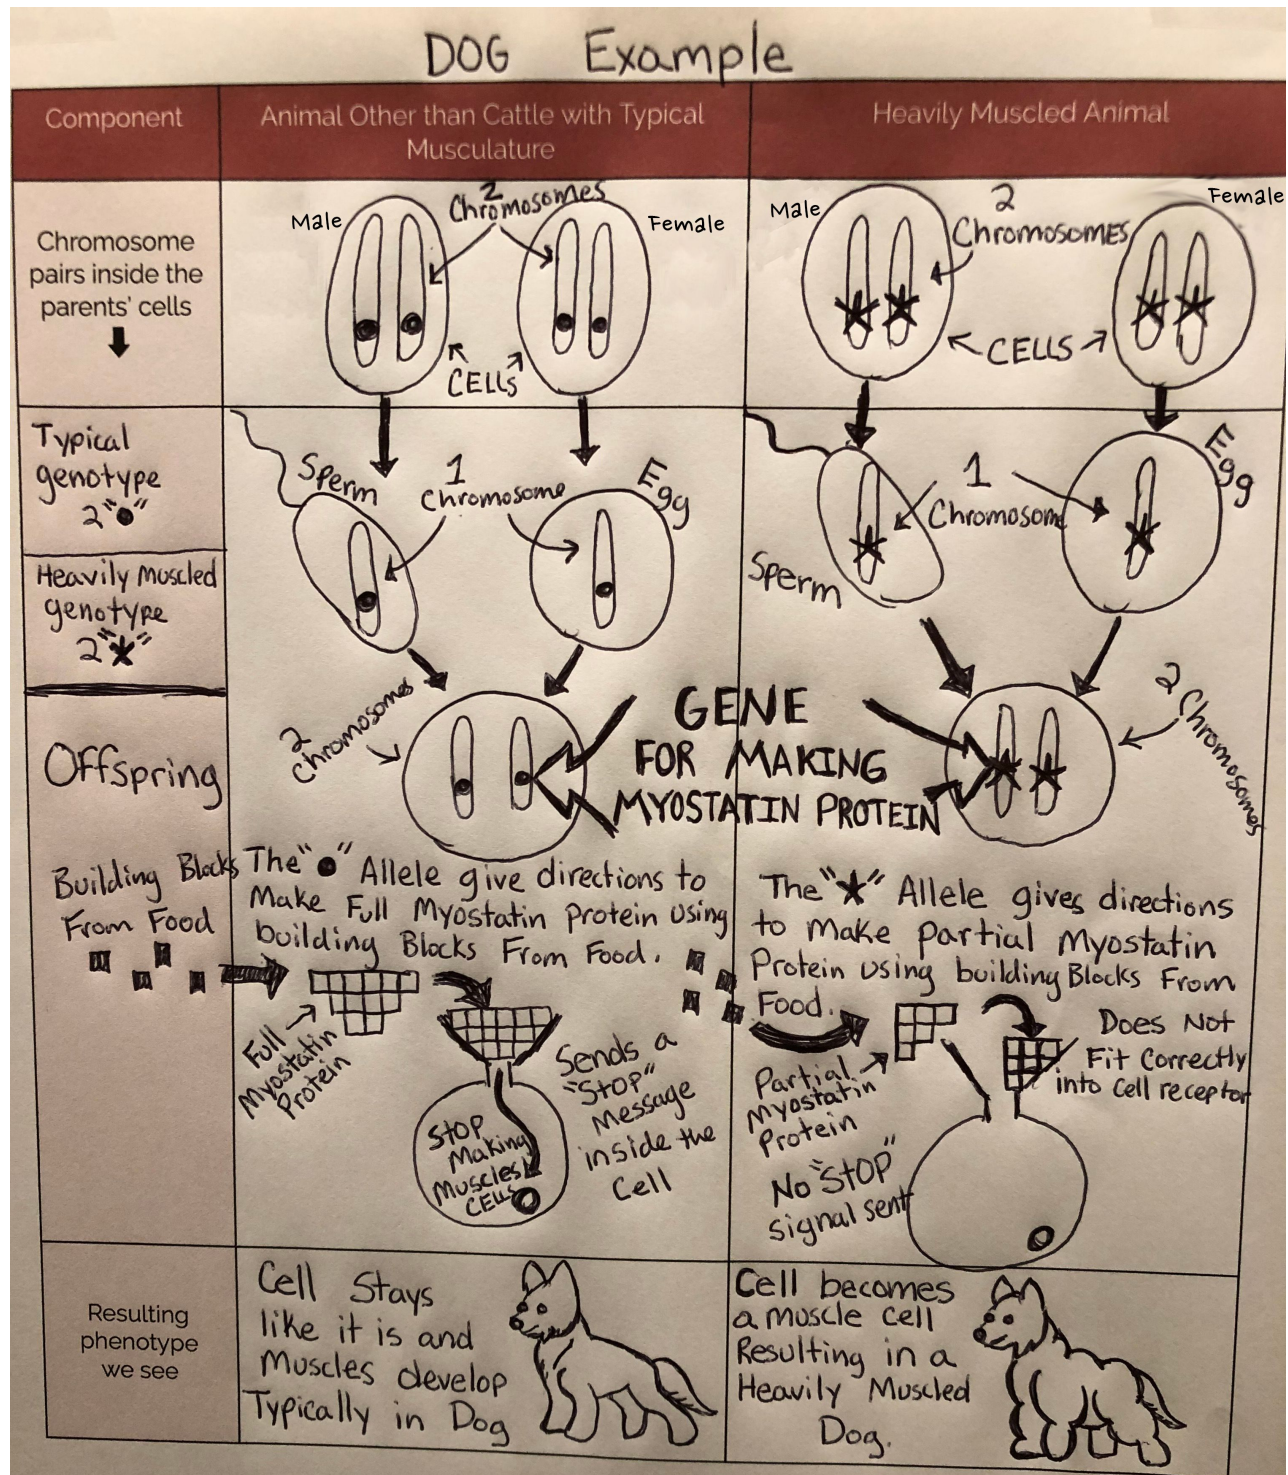 DOG Example
Component
Animal Other than Cattle with Typical
Musculature
Heavily Muscled Animal
Chromosome
pairs inside the
parents' cells
Male
2
Chromosomes
Female
CELLS
Male
2
Chromosomes
Female
CELLS
Typical
genotype
2 "●"
Heavily Muscled
genotype
2 "★"
Sperm
1
Chromosome
Egg
Sperm
1
Chromosome
Egg
Offspring
2
Chromosomes
GENE
FOR MAKING
MYOSTATIN PROTEIN
2 Chromosomes
Building Blocks
From Food
The "●" Allele give directions to
Make Full Myostatin Protein using
building Blocks From Food.
Full
Myostatin
Protein
Sends a
"STOP"
Message
inside the
Cell
STOP
Making
Muscles
CELLS
The "★" Allele gives directions
to Make partial Myostatin
Protein using building Blocks From
Food.
Partial
Myostatin
Protein
Does Not
Fit Correctly
into Cell receptor
No "STOP"
signal sent
Resulting
phenotype
we see
Cell Stays
like it is and
Muscles develop
Typically in Dog
Cell becomes
a muscle cell
Resulting in a
Heavily Muscled
Dog.